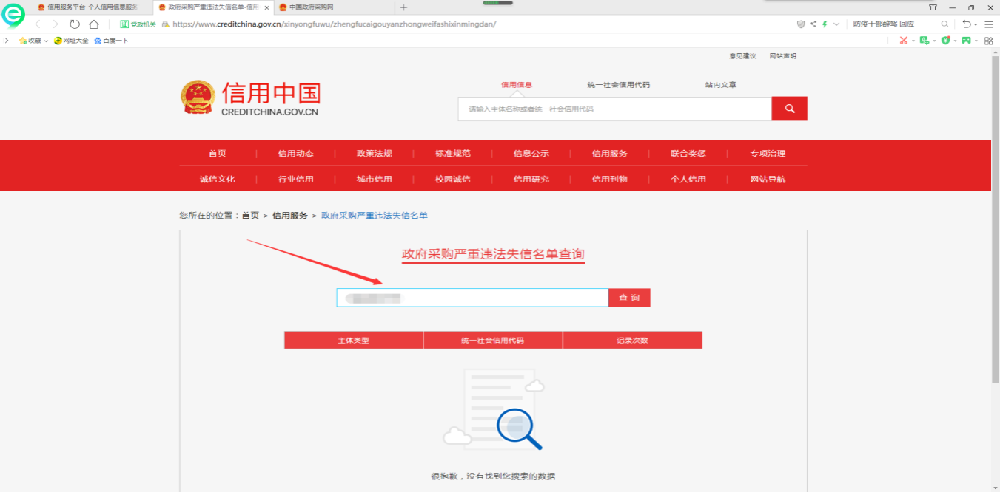 信用服务平台_个人信用信息服务 政府采购严重违法失信名单-信用 中国政府采购网
证 党政机关 https://www.creditchina.gov.cn/xinyongfuwu/zhengfucaigouyanzhongweifashixinmingdan/ 防疫干部醉驾 回应
收藏 网址大全 百度一下
意见建议 网站声明
信用中国
CREDITCHINA.GOV.CN
信用信息 统一社会信用代码 站内文章
请输入主体名称或者统一社会信用代码
首页 | 信用动态 | 政策法规 | 标准规范 | 信息公示 | 信用服务 | 联合奖惩 | 专项治理
诚信文化 | 行业信用 | 城市信用 | 校园诚信 | 信用研究 | 信用刊物 | 个人信用 | 网站导航
您所在的位置：首页 > 信用服务 > 政府采购严重违法失信名单
政府采购严重违法失信名单查询
查 询
主体类型 统一社会信用代码 记录次数
很抱歉，没有找到您搜索的数据